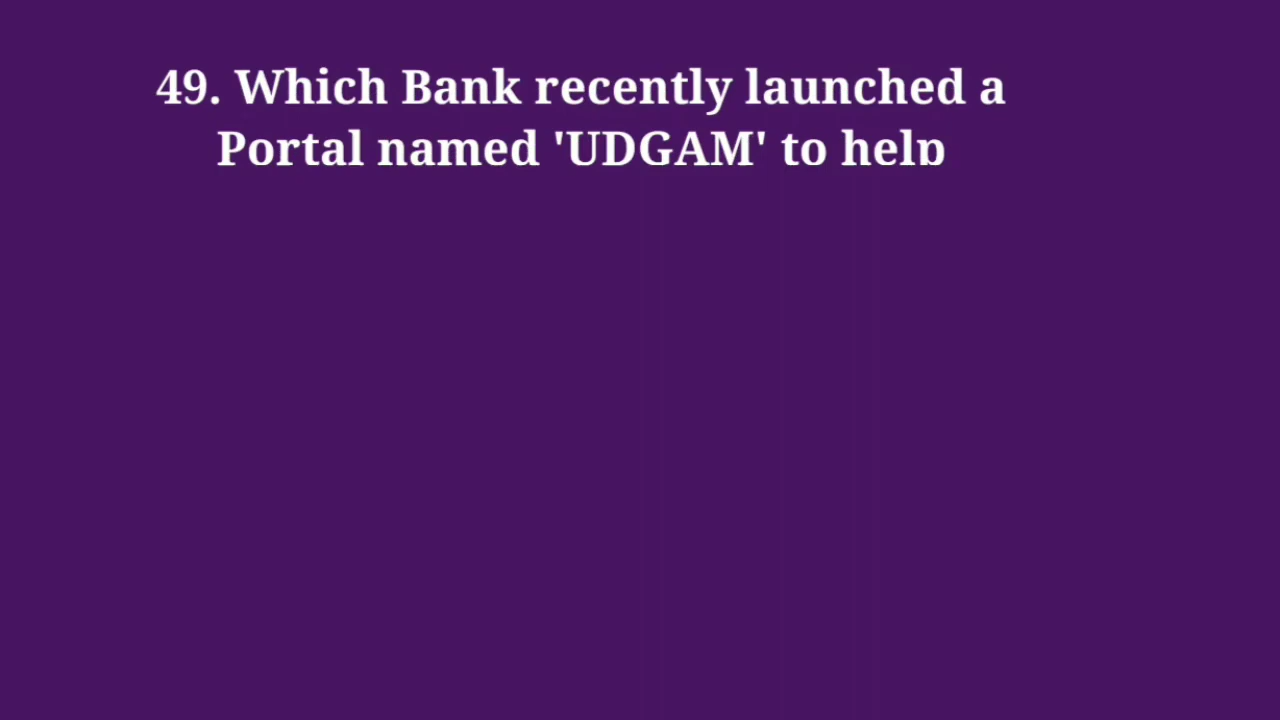 49. Which Bank recently launched a
Portal named 'UDGAM' to help